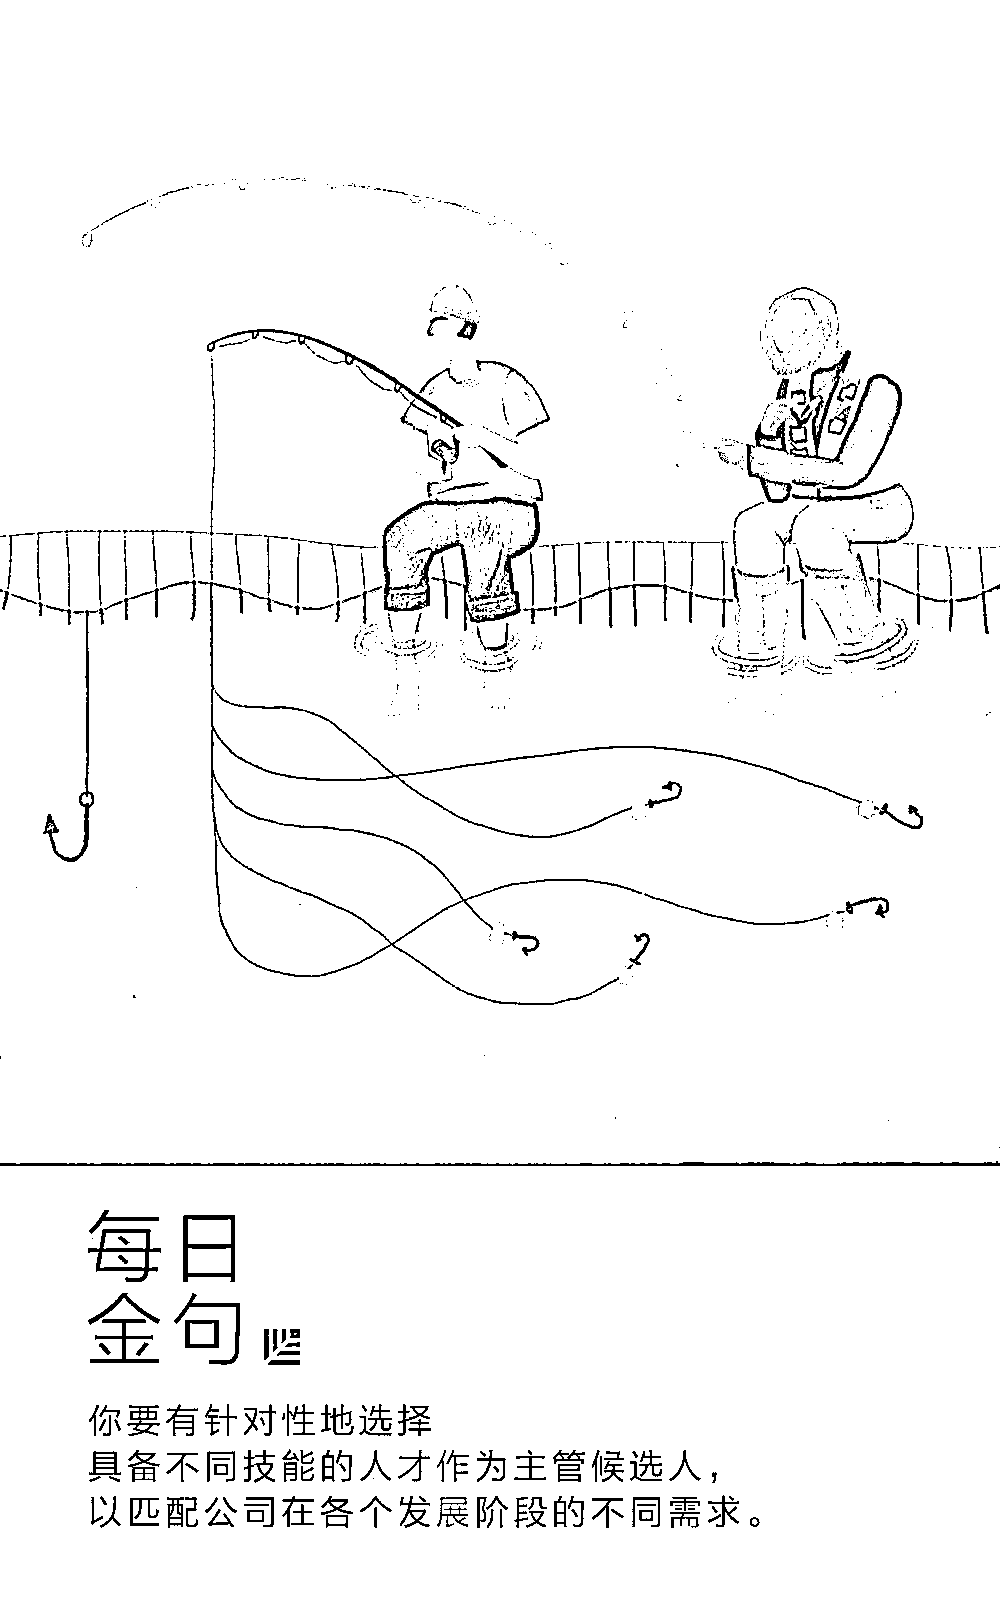 每日
金句
你要有针对性地选择
具备不同技能的人才作为主管候选人，
以匹配公司在各个发展阶段的不同需求。